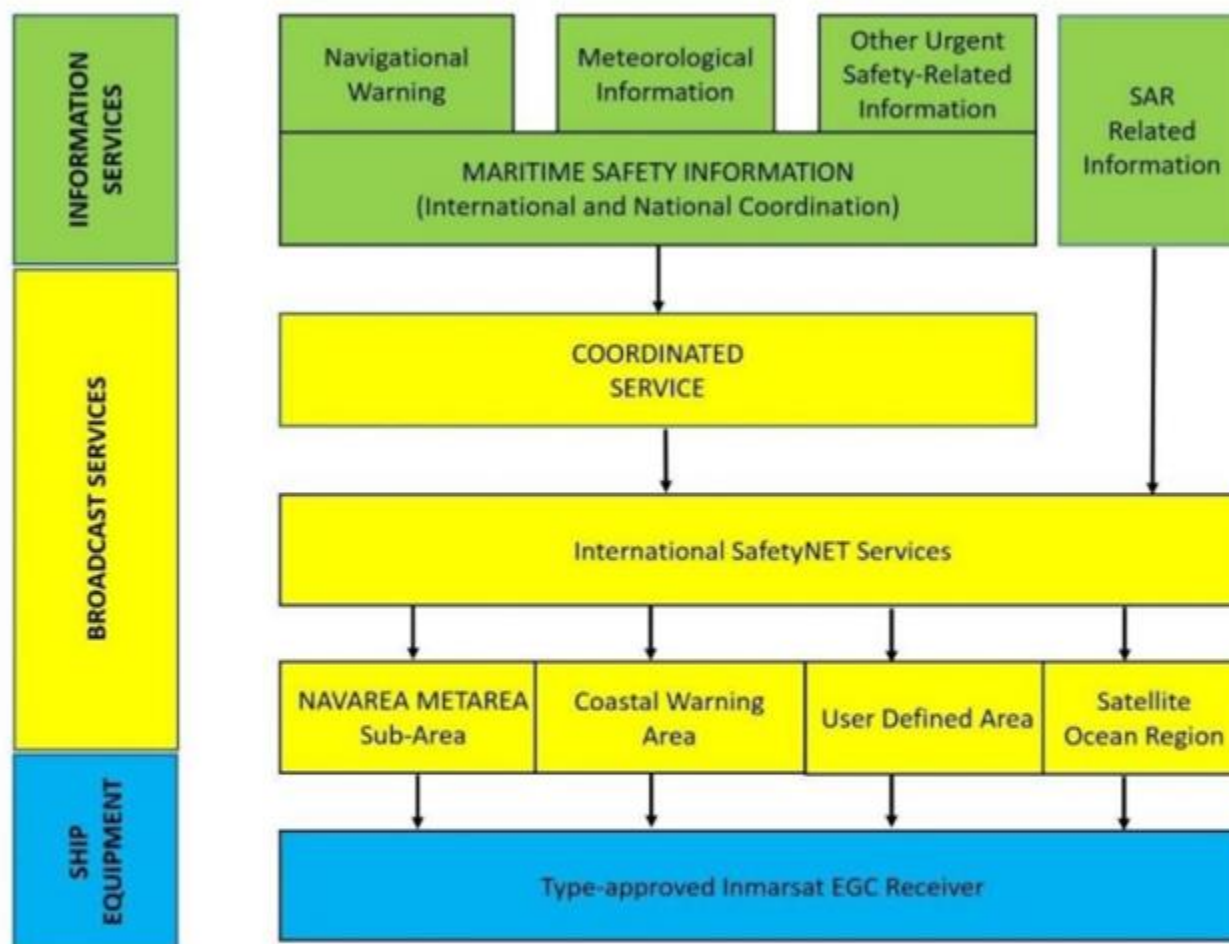 INFORMATION
SERVICES
Navigational
Warning
Meteorological
Information
Other Urgent
Safety-Related
Information
SAR
Related
Information
MARITIME SAFETY INFORMATION
(International and National Coordination)
BROADCAST SERVICES
COORDINATED
SERVICE
International SafetyNET Services
NAVAREA METAREA
Sub-Area
Coastal Warning
Area
User Defined Area
Satellite
Ocean Region
SHIP
EQUIPMENT
Type-approved Inmarsat EGC Receiver